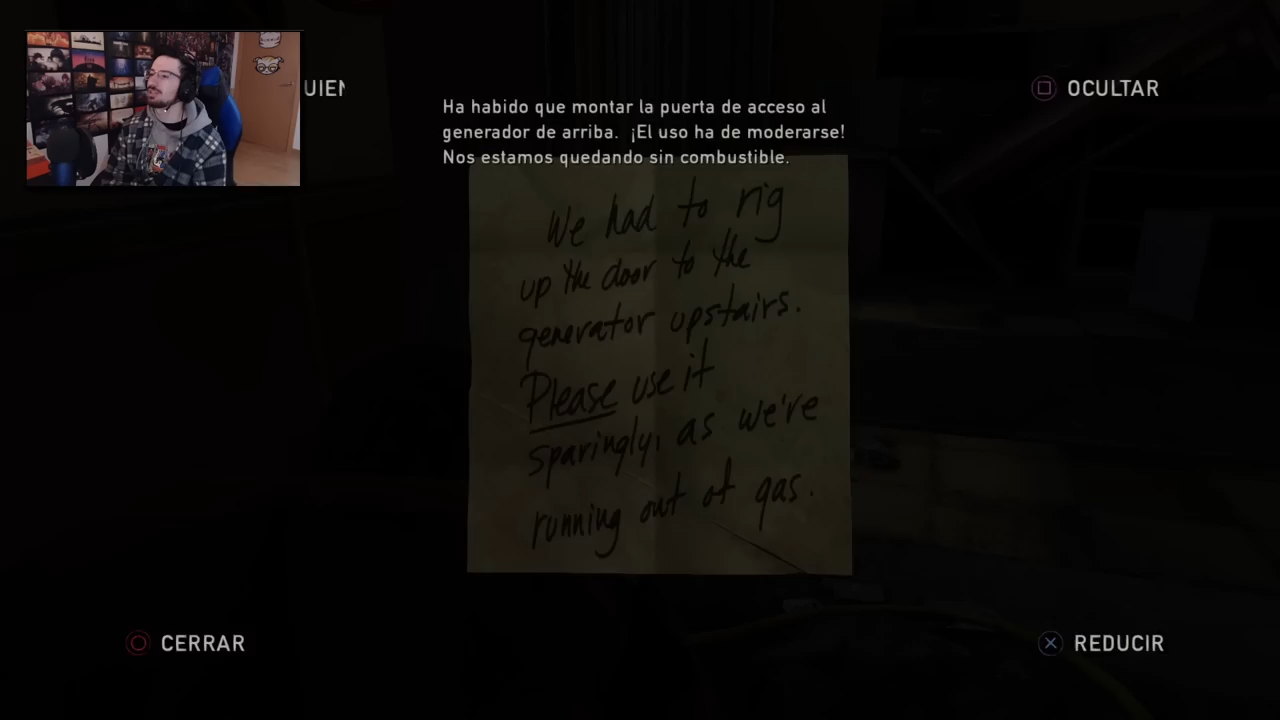 UIEN
OCULTAR
Ha habido que montar la puerta de acceso al
generador de arriba. ¡El uso ha de moderarse!
Nos estamos quedando sin combustible.
We had to rig
up the door to the
generator upstairs.
Please use it
sparingly, as we're
running out of gas.
CERRAR
REDUCIR